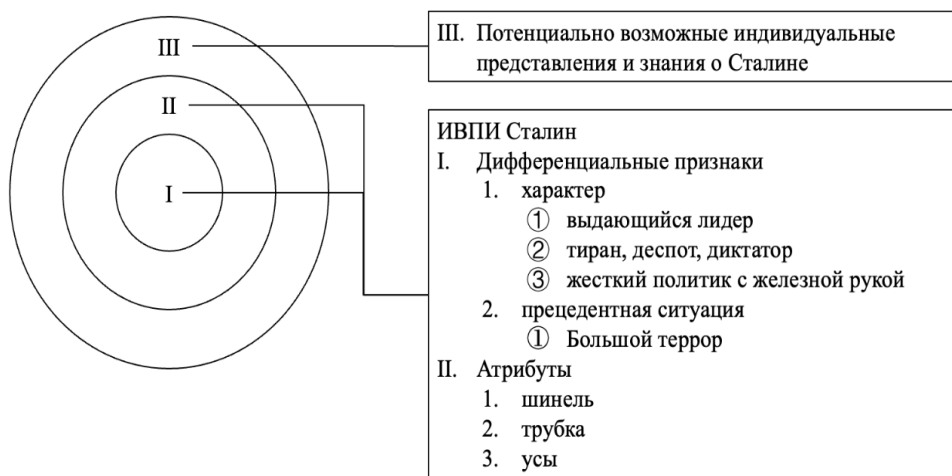 III
II
I
III. Потенциально возможные индивидуальные
представления и знания о Сталине
ИВПИ Сталин
I. Дифференциальные признаки
1. характер
① выдающийся лидер
② тиран, деспот, диктатор
③ жесткий политик с железной рукой
2. прецедентная ситуация
① Большой террор
II. Атрибуты
1. шинель
2. трубка
3. усы